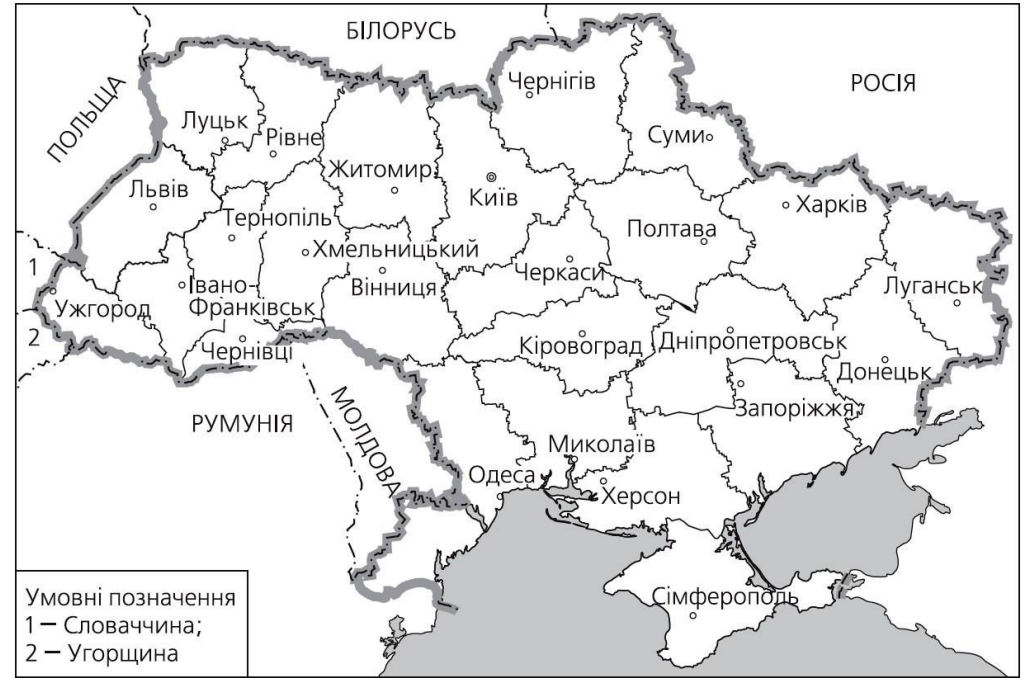 БІЛОРУСЬ
ПОЛЬЩА
РОСІЯ
Чернігів
Луцьк
Рівне
Суми
Житомир
Київ
Львів
Тернопіль
Харків
Полтава
Хмельницький
Черкаси
Вінниця
1
Івано-
Франківськ
Ужгород
Луганськ
2
Чернівці
Кіровоград
Дніпропетровськ
Донецьк
Запоріжжя
РУМУНІЯ
МОЛДОВА
Миколаїв
Одеса
Херсон
Сімферополь
Умовні позначення
1 – Словаччина;
2 – Угорщина